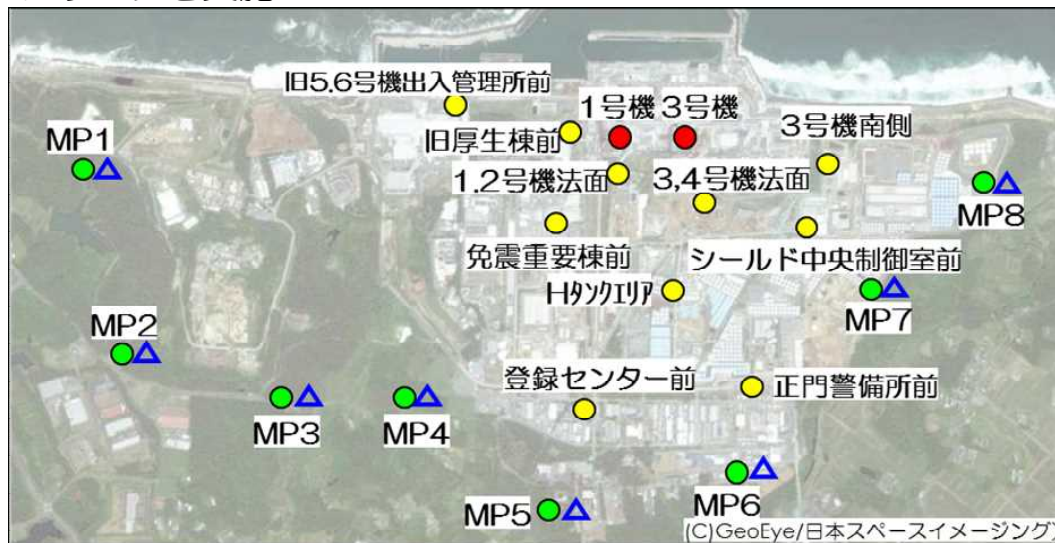 旧5,6号機出入管理所前
1号機
3号機
3号機南側
旧厚生棟前
MP1
1,2号機法面
3,4号機法面
MP8
免震重要棟前
シールド中央制御室前
Hタンクエリア
MP7
MP2
登録センター前
正門警備所前
MP3
MP4
MP5
MP6
(C)GeoEye/日本スペースイメージング